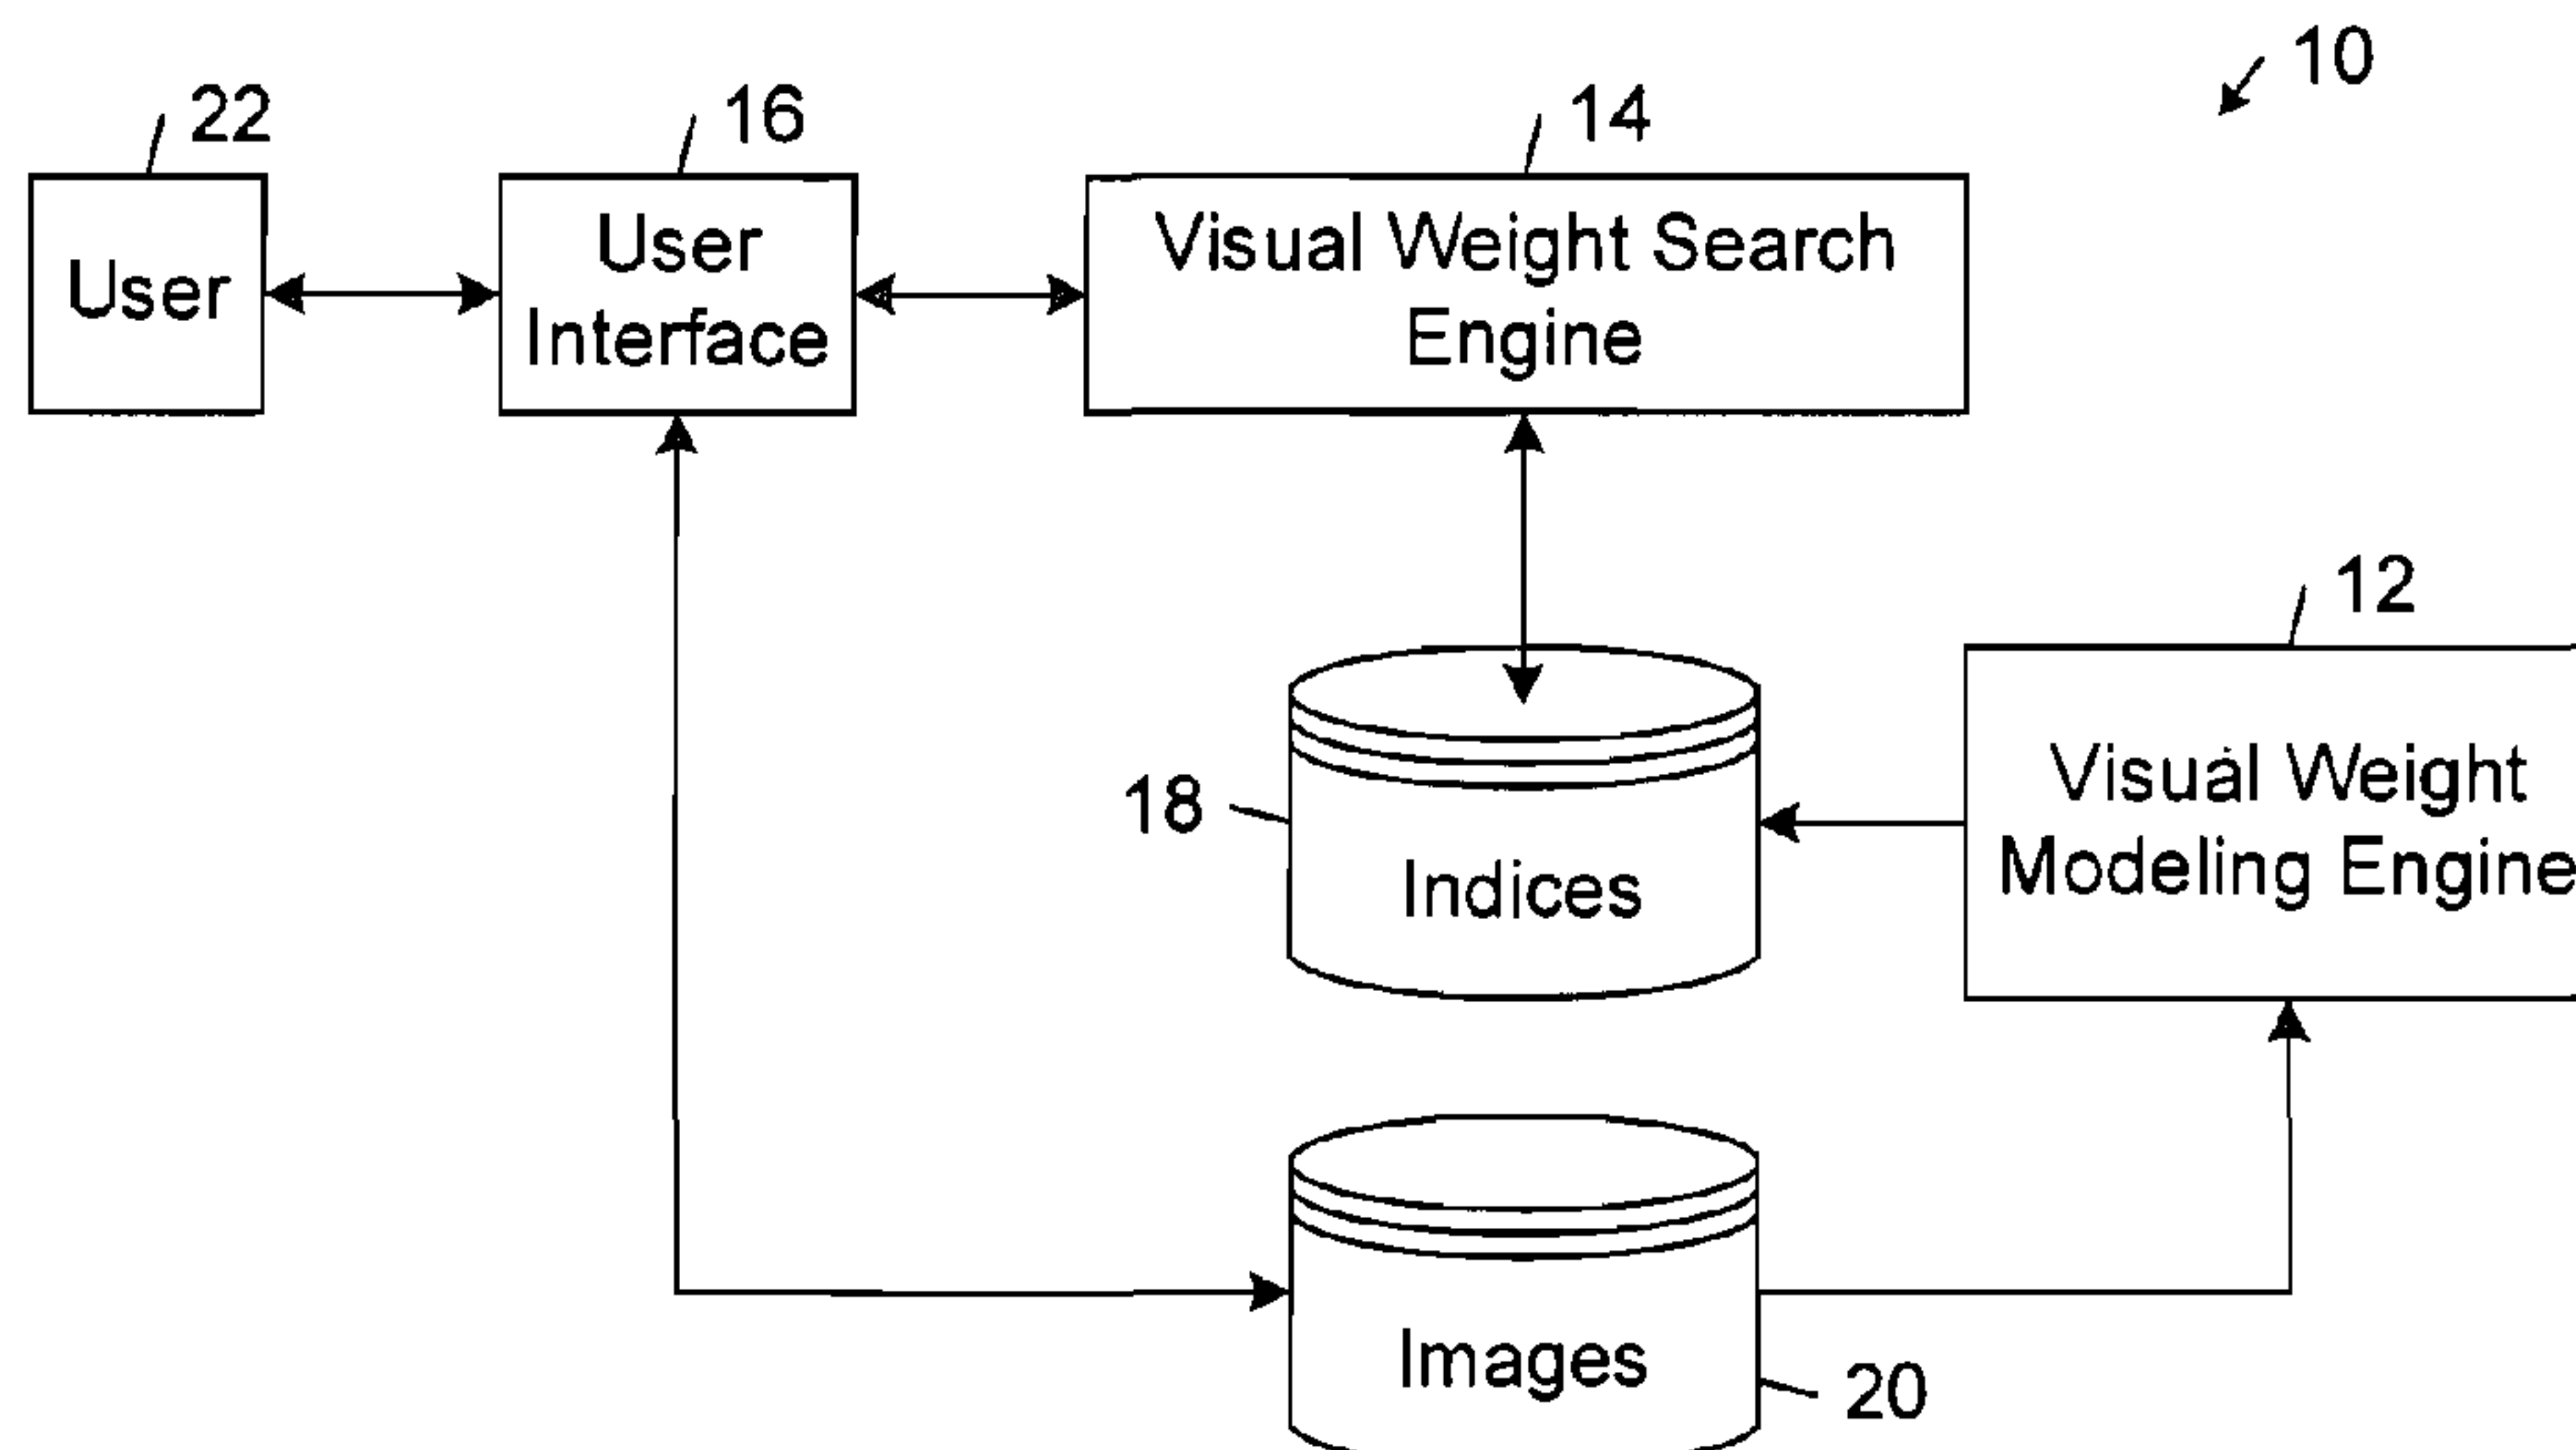 10
22
16
14
User
User
Interface
Visual Weight Search
Engine
12
18
Indices
Visual Weight
Modeling Engine
Images
20